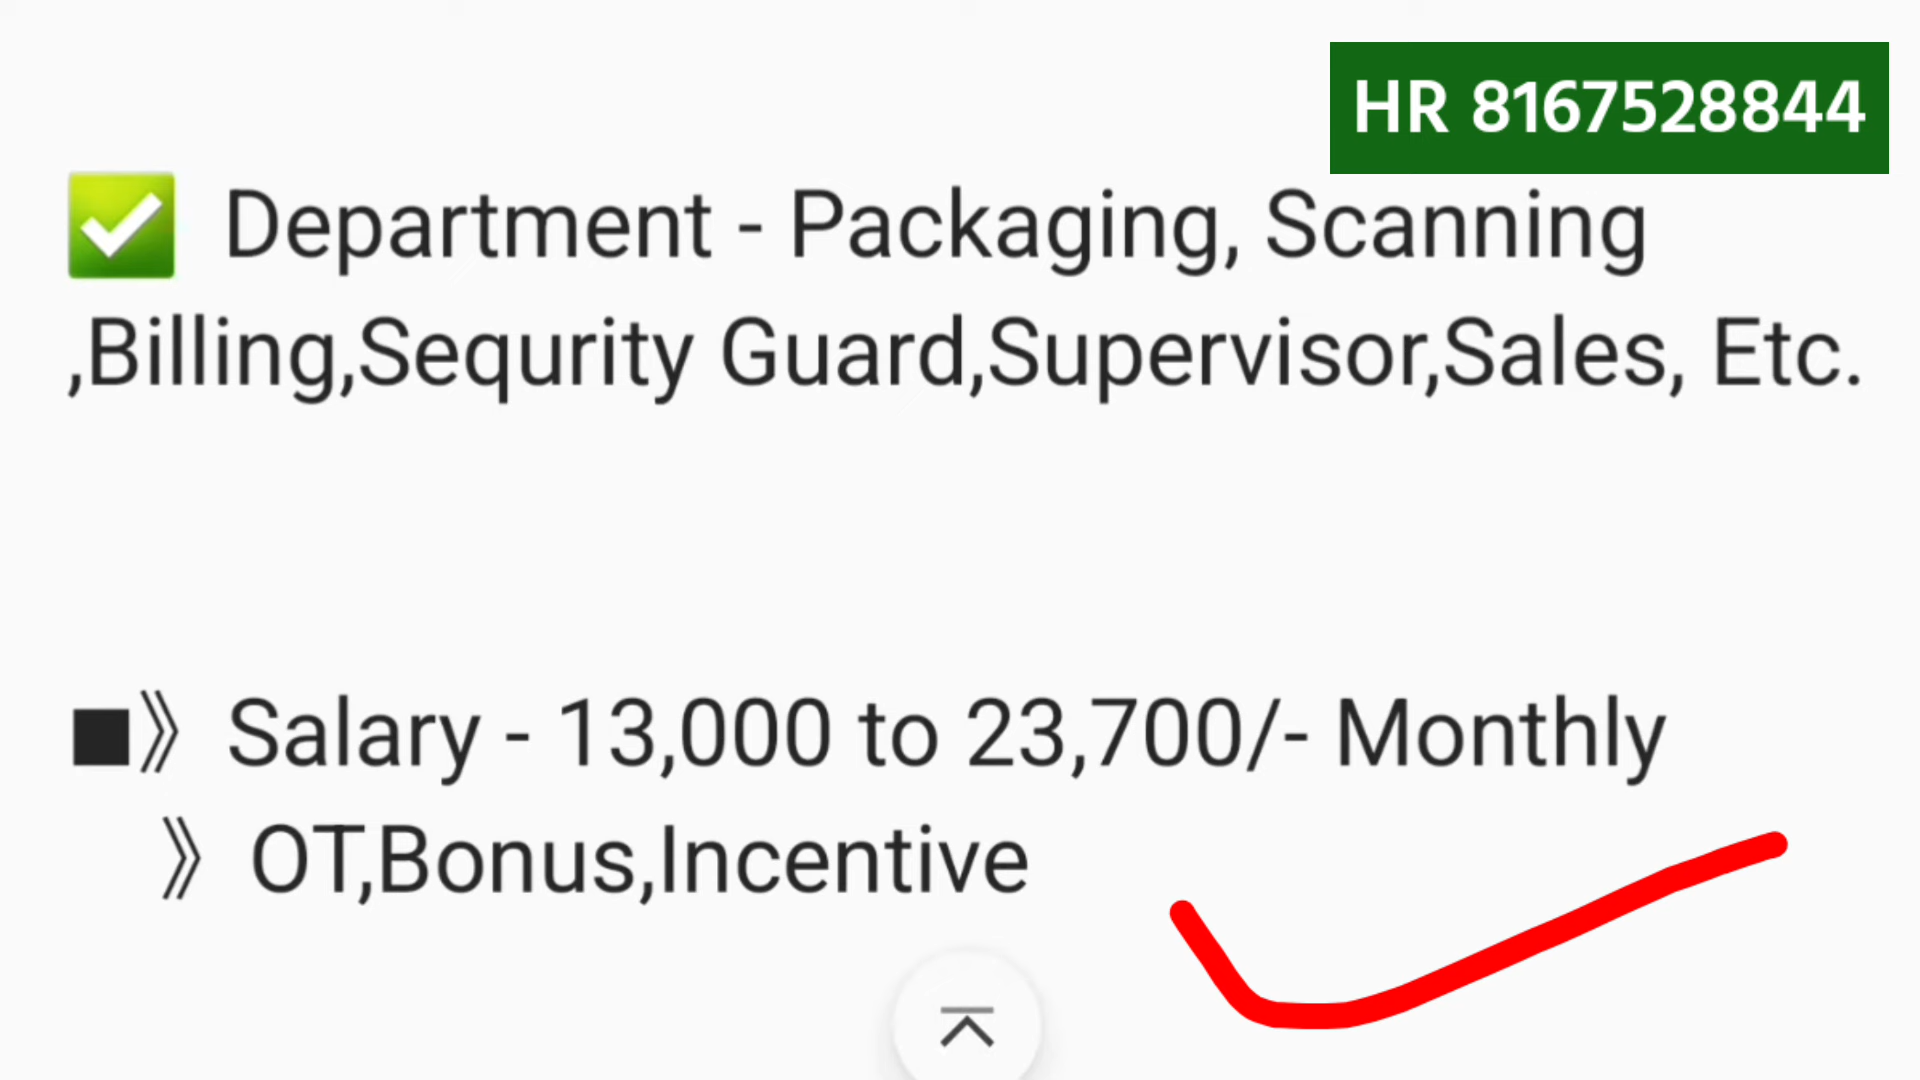 HR 8167528844
✅ Department - Packaging, Scanning
,Billing,Sequrity Guard,Supervisor,Sales, Etc.
■》 Salary - 13,000 to 23,700/- Monthly
》 OT,Bonus,Incentive